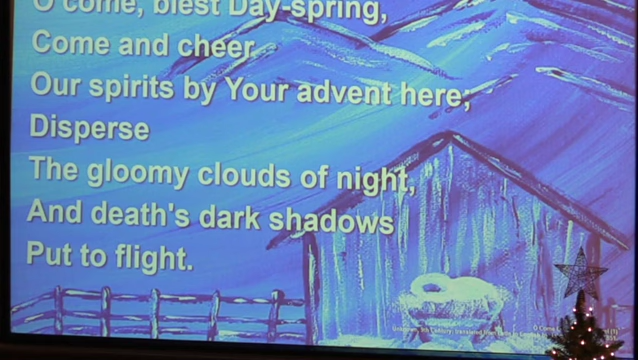 O come, blest Day-spring,
Come and cheer
Our spirits by Your advent here;
Disperse
The gloomy clouds of night,
And death's dark shadows
Put to flight.
O Come